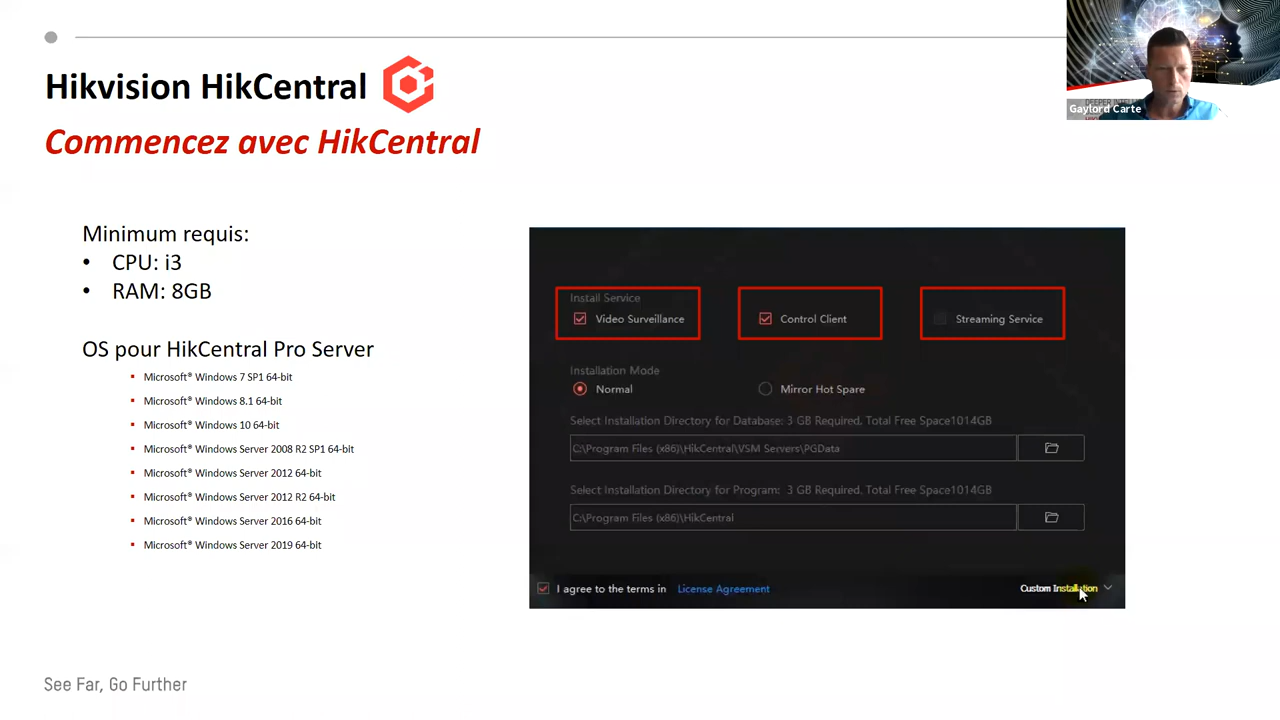 Hikvision HikCentral
Commencez avec HikCentral
Gaylord Carte
Minimum requis:
• CPU: i3
• RAM: 8GB
OS pour HikCentral Pro Server
▪ Microsoft® Windows 7 SP1 64-bit
▪ Microsoft® Windows 8.1 64-bit
▪ Microsoft® Windows 10 64-bit
▪ Microsoft® Windows Server 2008 R2 SP1 64-bit
▪ Microsoft® Windows Server 2012 64-bit
▪ Microsoft® Windows Server 2012 R2 64-bit
▪ Microsoft® Windows Server 2016 64-bit
▪ Microsoft® Windows Server 2019 64-bit
Install Service
Video Surveillance Control Client Streaming Service
Installation Mode
Normal Mirror Hot Spare
Select Installation Directory for Database: 3 GB Required. Total Free Space1014GB
C:\Program Files (x86)\HikCentral\VSM Servers\PGData
Select Installation Directory for Program: 3 GB Required. Total Free Space1014GB
C:\Program Files (x86)\HikCentral
I agree to the terms in License Agreement Custom Installation
See Far, Go Further